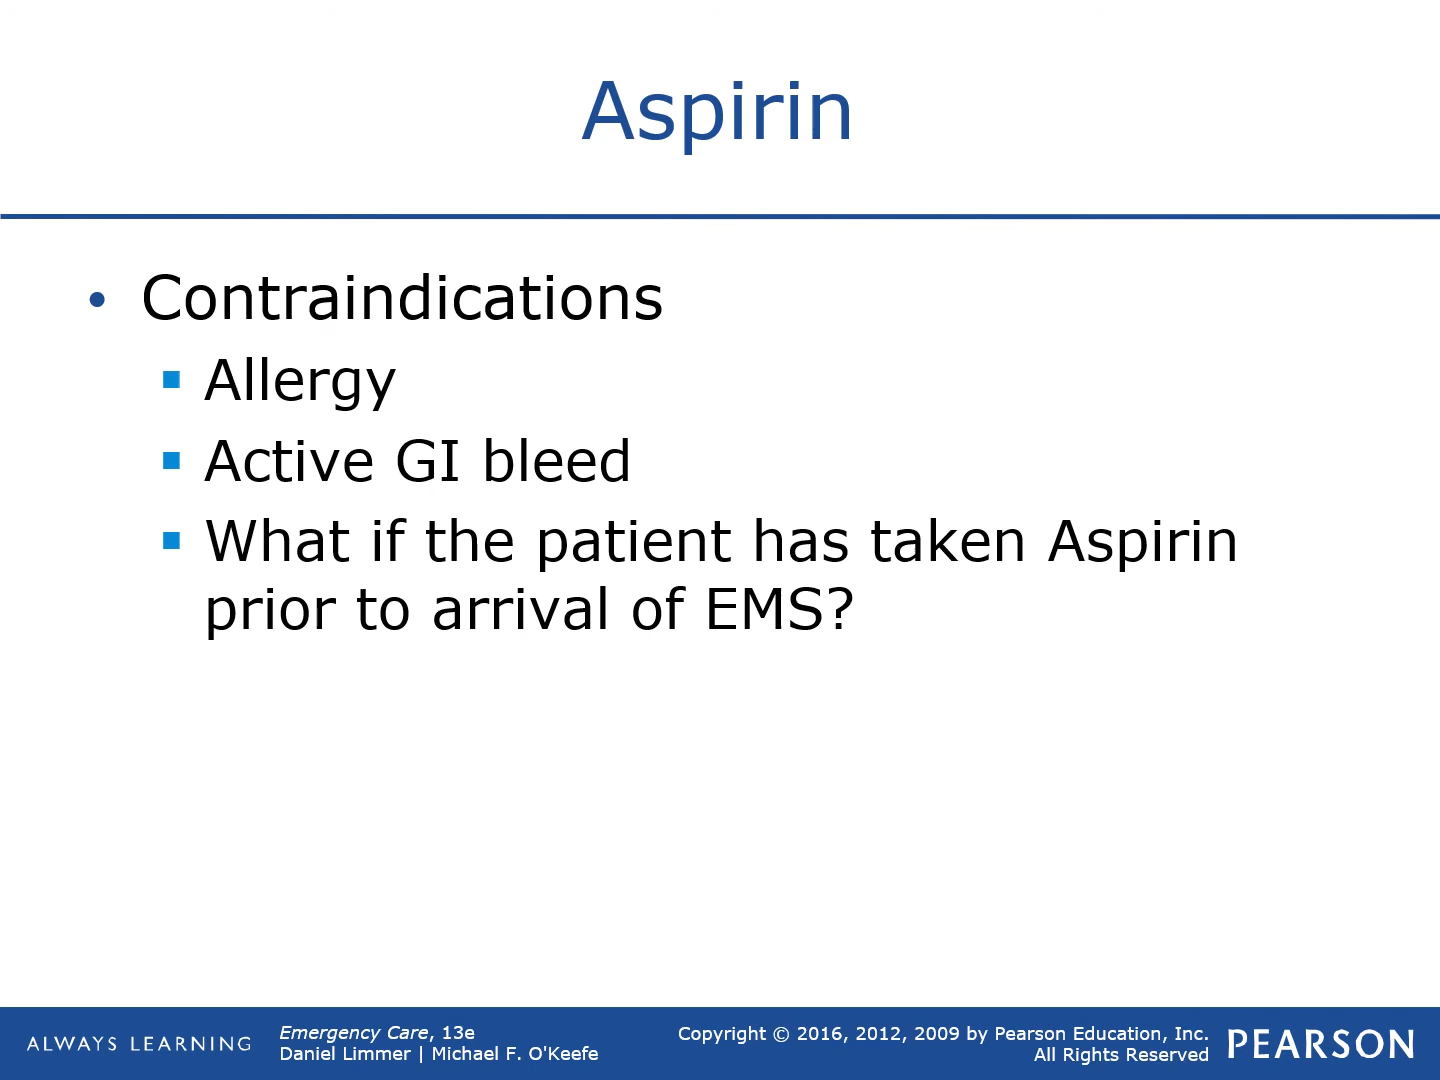 Aspirin
• Contraindications
▪ Allergy
▪ Active GI bleed
▪ What if the patient has taken Aspirin
prior to arrival of EMS?
ALWAYS LEARNING
Emergency Care, 13e
Daniel Limmer | Michael F. O'Keefe
Copyright © 2016, 2012, 2009 by Pearson Education, Inc.
All Rights Reserved
PEARSON